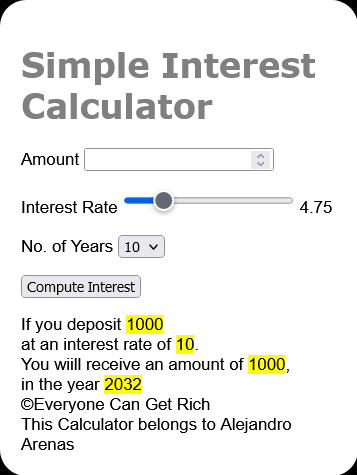 Simple Interest
Calculator
Amount
Interest Rate 4.75
No. of Years 10
Compute Interest
If you deposit 1000
at an interest rate of 10.
You wiill receive an amount of 1000,
in the year 2032
©Everyone Can Get Rich
This Calculator belongs to Alejandro
Arenas